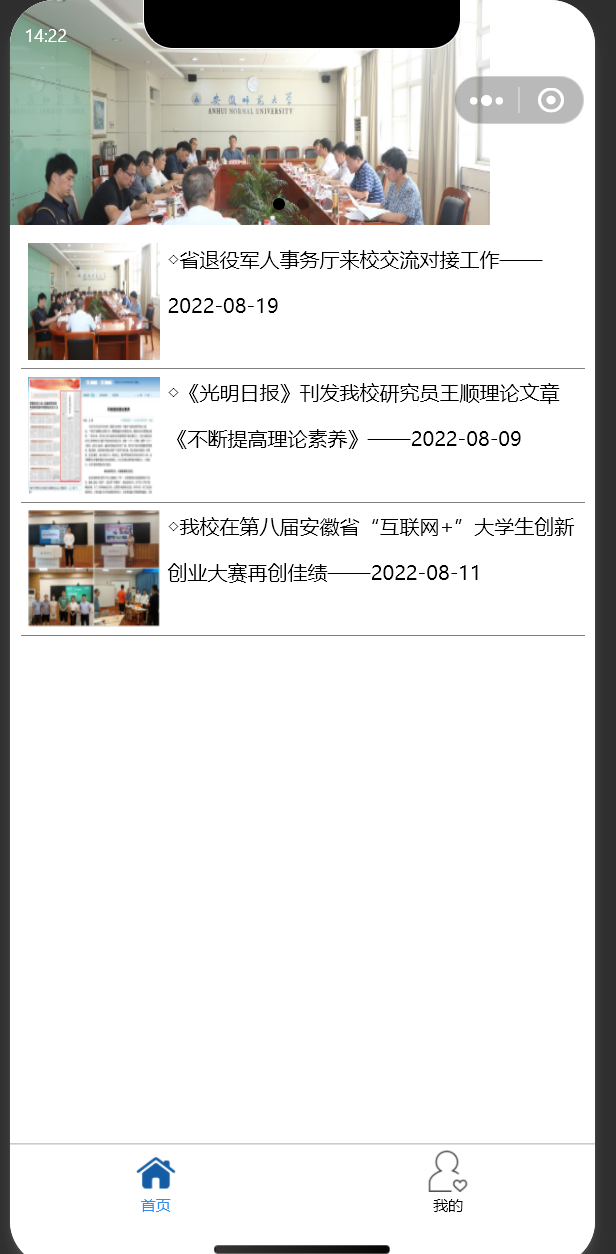 14:22
安徽师范大学
ANHUI NORMAL UNIVERSITY
◇省退役军人事务厅来校交流对接工作——
2022-08-19
◇《光明日报》刊发我校研究员王顺理论文章
《不断提高理论素养》——2022-08-09
◇我校在第八届安徽省“互联网+”大学生创新
创业大赛再创佳绩——2022-08-11
首页
我的